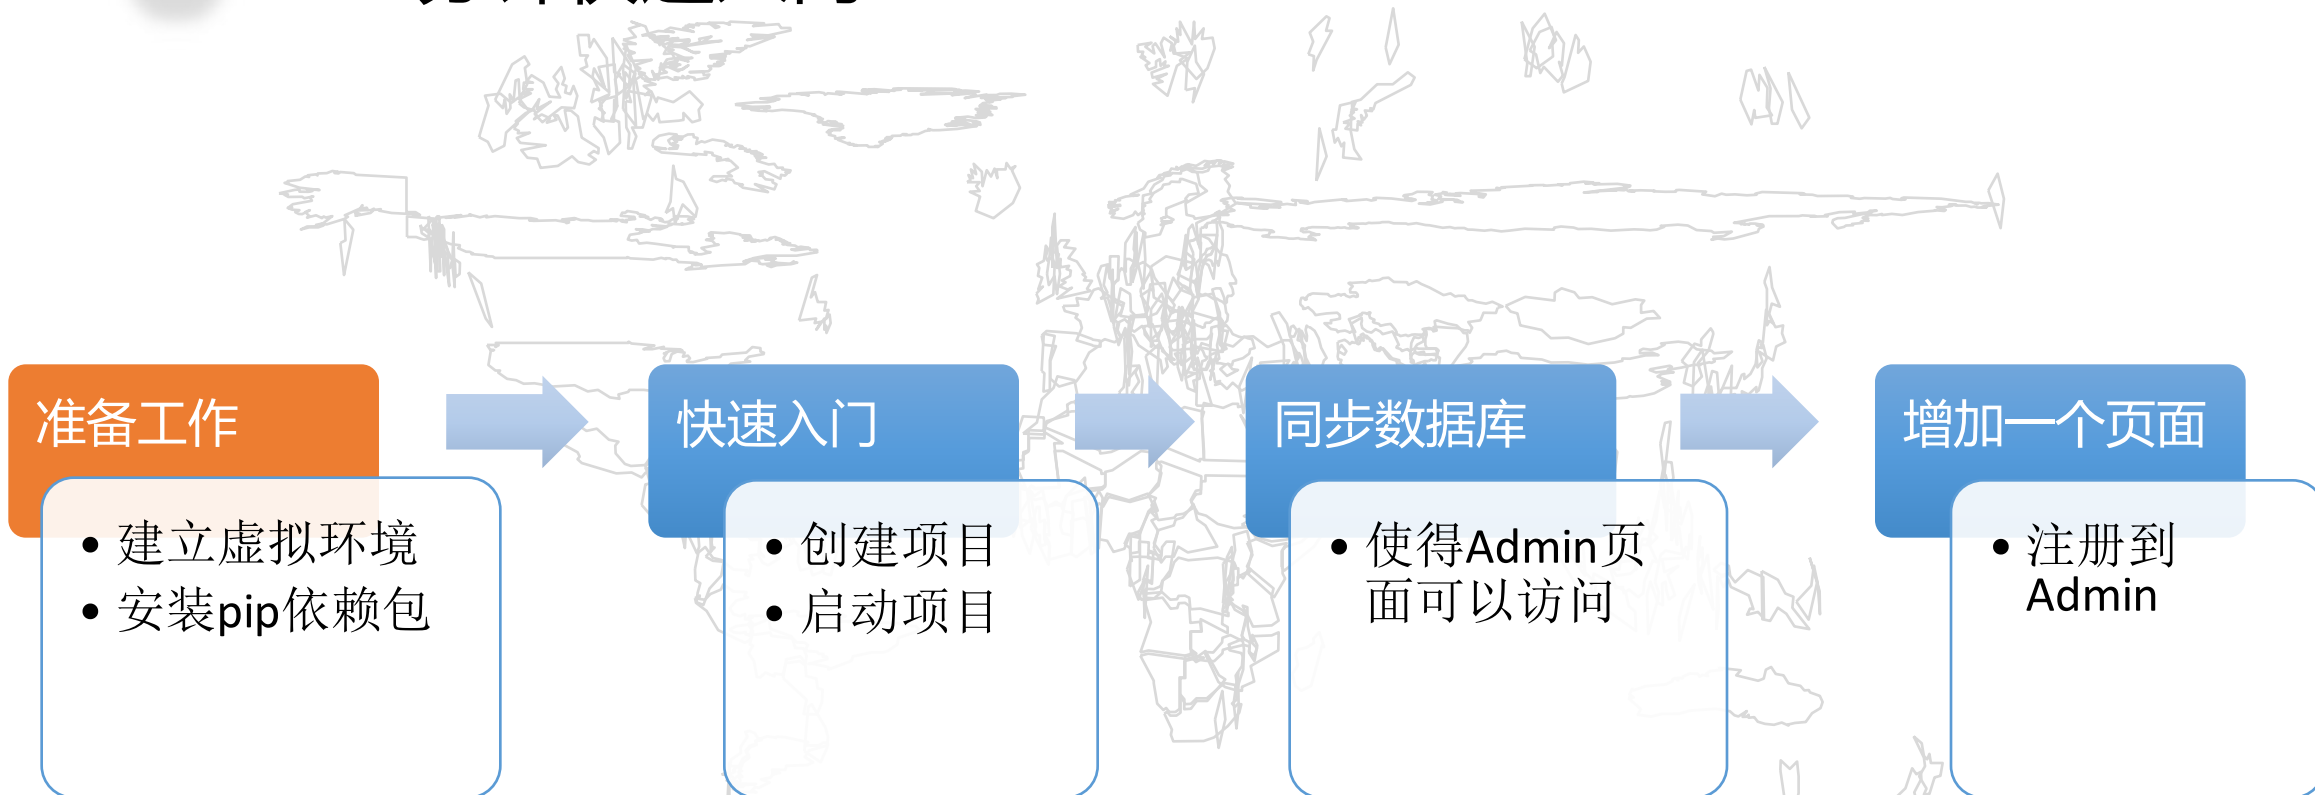 准备工作
建立虚拟环境
安装pip依赖包
快速入门
创建项目
启动项目
同步数据库
使得Admin页
面可以访问
增加一个页面
注册到
Admin